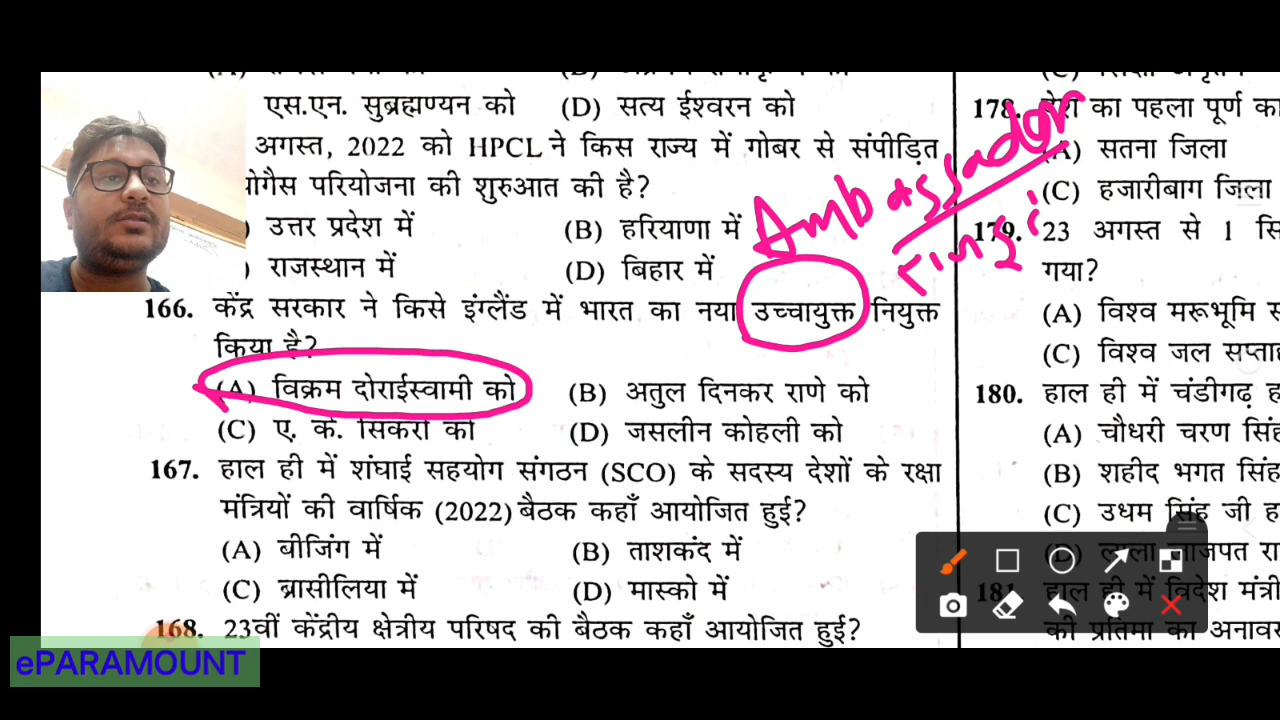 एस.एन. सुब्रह्मण्यन को (D) सत्य ईश्वरन को
अगस्त, 2022 को HPCL ने किस राज्य में गोबर से संपीड़ित
योगैस परियोजना की शुरुआत की है?
) उत्तर प्रदेश में (B) हरियाणा में
) राजस्थान में (D) बिहार में
166. केंद्र सरकार ने किसे इंग्लैंड में भारत का नया उच्चायुक्त नियुक्त
किया है?
(A) विक्रम दोराईस्वामी को (B) अतुल दिनकर राणे को
(C) ए. के. सिकरी को (D) जसलीन कोहली को
167. हाल ही में शंघाई सहयोग संगठन (SCO) के सदस्य देशों के रक्षा
मंत्रियों की वार्षिक (2022) बैठक कहाँ आयोजित हुई?
(A) बीजिंग में (B) ताशकंद में
(C) ब्रासीलिया में (D) मास्को में
168. 23वीं केंद्रीय क्षेत्रीय परिषद की बैठक कहाँ आयोजित हुई?
Ambassador
178. का पहला पूर्ण
(A) सतना जिला
(C) हजारीबाग जिला
179. 23 अगस्त से 1
गया?
(A) विश्व मरूभूमि
(C) विश्व जल
180. हाल ही में चंडीगढ़
(A) चौधरी चरण सिंह
(B) शहीद भगत सिंह
(C) उधम सिंह जी
181. हाल ही में विदेश
की प्रतिमा का
ePARAMOUNT